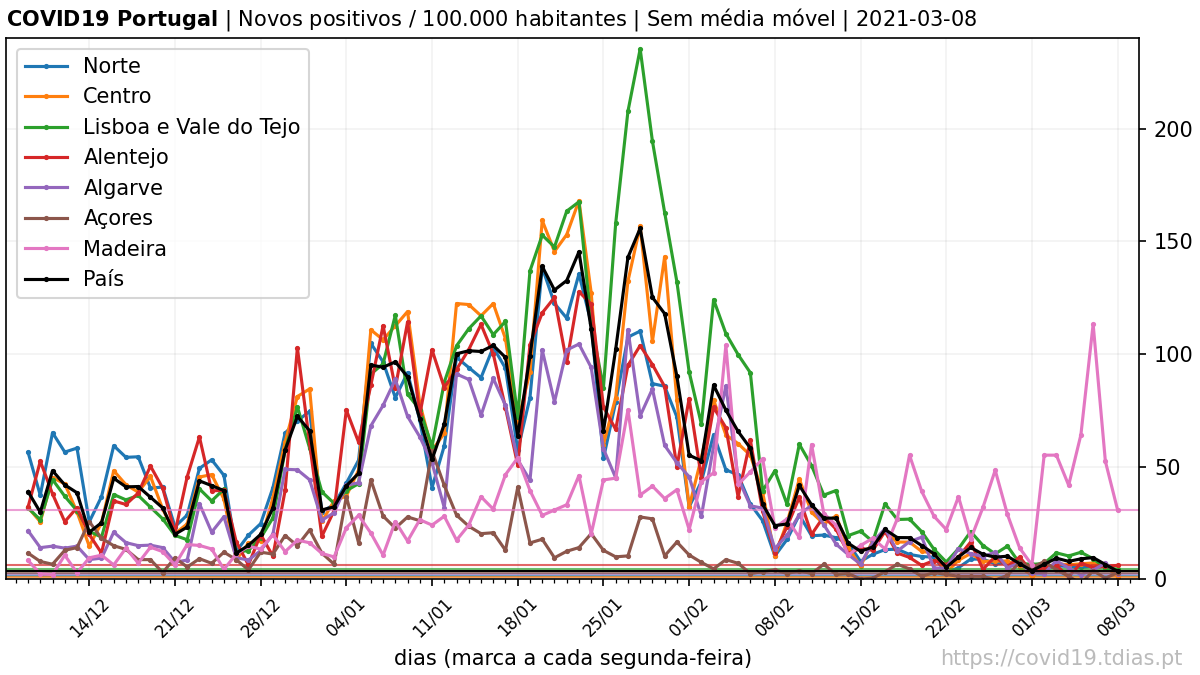 COVID19 Portugal | Novos positivos / 100.000 habitantes | Sem média móvel | 2021-03-08
Norte
Centro
Lisboa e Vale do Tejo
Alentejo
Algarve
Açores
Madeira
País
200
150
100
50
0
14/12 21/12 28/12 04/01 11/01 18/01 25/01 01/02 08/02 15/02 22/02 01/03 08/03
dias (marca a cada segunda-feira)
https://covid19.tdias.pt